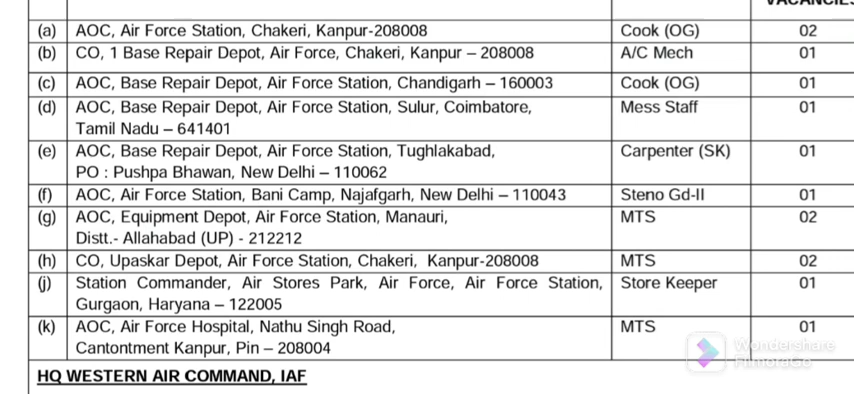 VACANCIES
(a) AOC, Air Force Station, Chakeri, Kanpur-208008 Cook (OG) 02
(b) CO, 1 Base Repair Depot, Air Force, Chakeri, Kanpur – 208008 A/C Mech 01
(c) AOC, Base Repair Depot, Air Force Station, Chandigarh – 160003 Cook (OG) 01
(d) AOC, Base Repair Depot, Air Force Station, Sulur, Coimbatore, Mess Staff 01
Tamil Nadu – 641401
(e) AOC, Base Repair Depot, Air Force Station, Tughlakabad, Carpenter (SK) 01
PO : Pushpa Bhawan, New Delhi – 110062
(f) AOC, Air Force Station, Bani Camp, Najafgarh, New Delhi – 110043 Steno Gd-II 01
(g) AOC, Equipment Depot, Air Force Station, Manauri, MTS 02
Distt.- Allahabad (UP) - 212212
(h) CO, Upaskar Depot, Air Force Station, Chakeri, Kanpur-208008 MTS 02
(j) Station Commander, Air Stores Park, Air Force, Air Force Station, Store Keeper 01
Gurgaon, Haryana – 122005
(k) AOC, Air Force Hospital, Nathu Singh Road, MTS 01
Cantontment Kanpur, Pin – 208004
Wondershare
FilmoraGo
HQ WESTERN AIR COMMAND, IAF